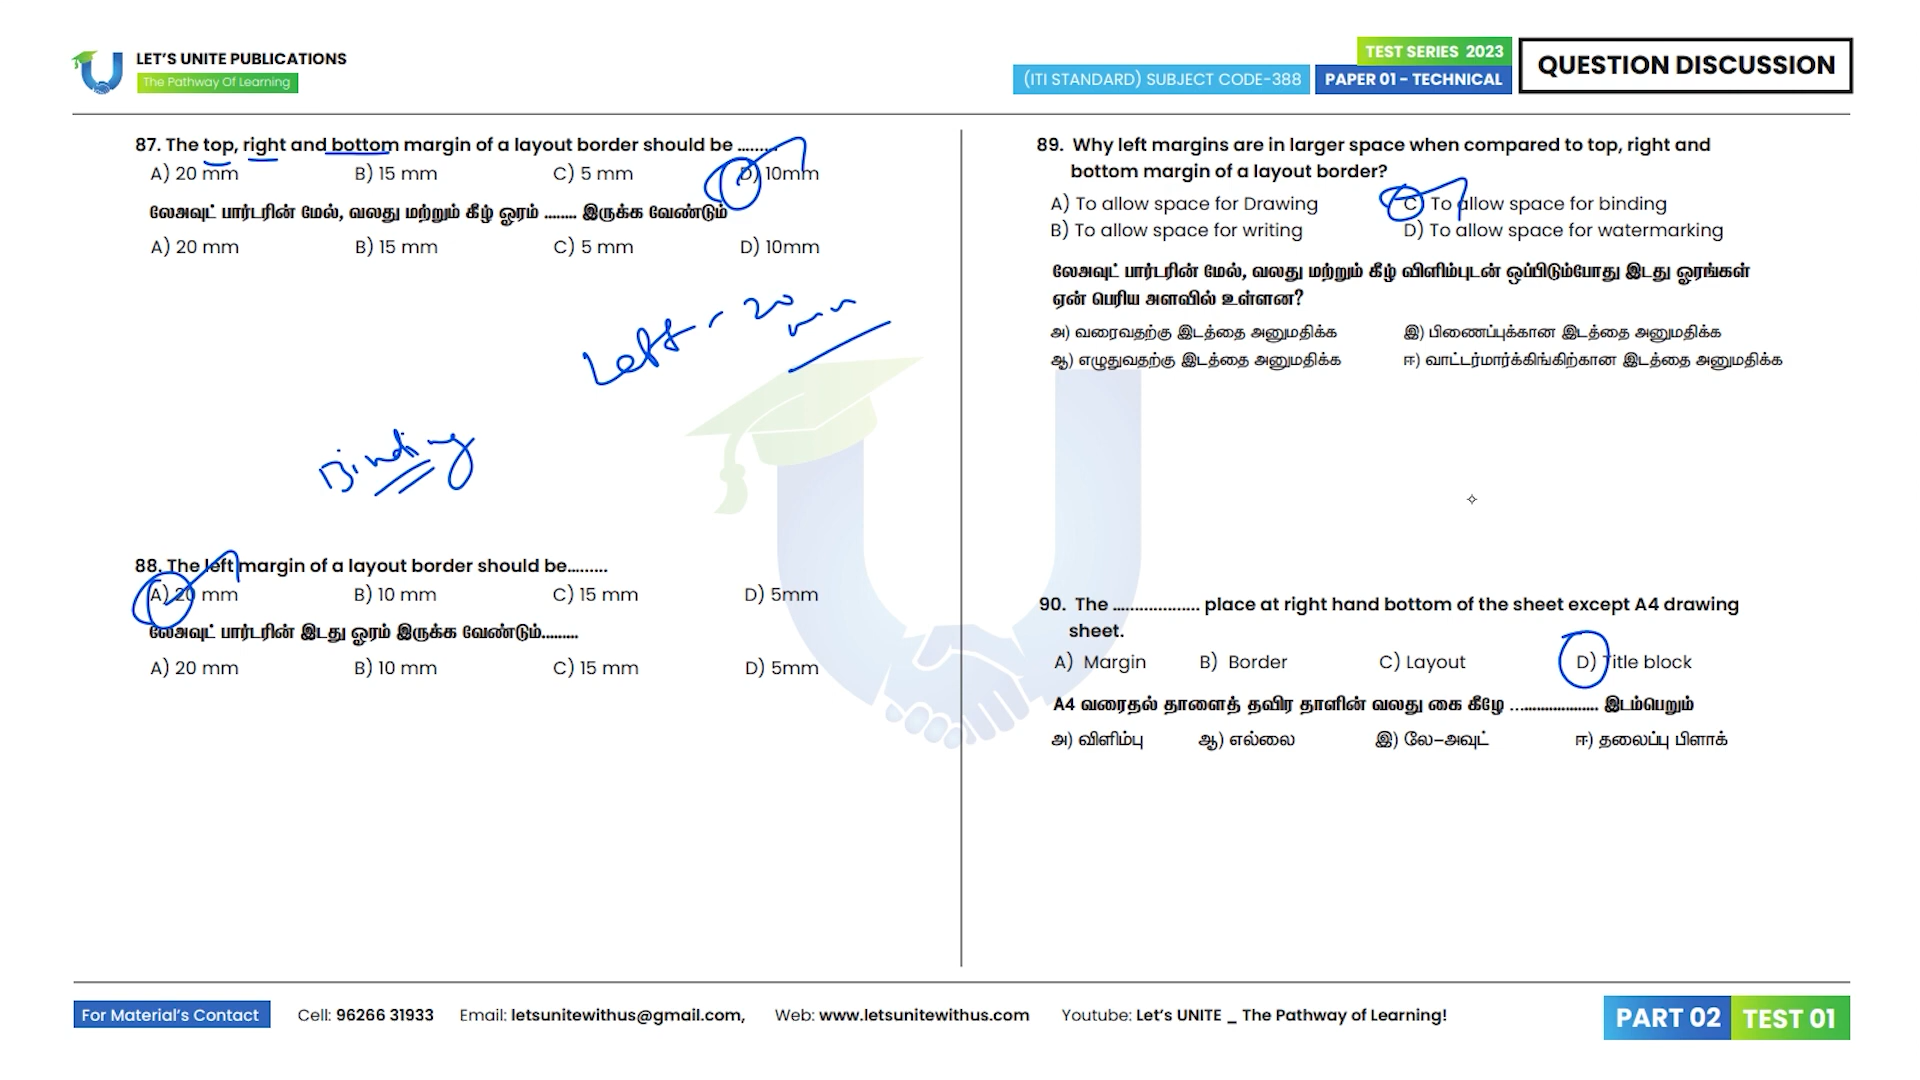 LET'S UNITE PUBLICATIONS
The Pathway Of Learning
TEST SERIES 2023
(ITI STANDARD) SUBJECT CODE-388 PAPER 01 - TECHNICAL
QUESTION DISCUSSION
87. The top, right and bottom margin of a layout border should be .........
A) 20 mm B) 15 mm C) 5 mm D) 10mm
லேஅவுட் பார்டரின் மேல், வலது மற்றும் கீழ் ஓரம் ........ இருக்க வேண்டும்
A) 20 mm B) 15 mm C) 5 mm D) 10mm
Left - 20 mm
Binding
88. The left margin of a layout border should be.........
A) 20 mm B) 10 mm C) 15 mm D) 5mm
லேஅவுட் பார்டரின் இடது ஓரம் இருக்க வேண்டும்.........
A) 20 mm B) 10 mm C) 15 mm D) 5mm
89. Why left margins are in larger space when compared to top, right and
bottom margin of a layout border?
A) To allow space for Drawing C) To allow space for binding
B) To allow space for writing D) To allow space for watermarking
லேஅவுட் பார்டரின் மேல், வலது மற்றும் கீழ் விளிம்புடன் ஒப்பிடும்போது இடது ஓரங்கள்
ஏன் பெரிய அளவில் உள்ளன?
அ) வரைவதற்கு இடத்தை அனுமதிக்க இ) பிணைப்புக்கான இடத்தை அனுமதிக்க
ஆ) எழுதுவதற்கு இடத்தை அனுமதிக்க ஈ) வாட்டர்மார்க்கிங்கிற்கான இடத்தை அனுமதிக்க
90. The .................... place at right hand bottom of the sheet except A4 drawing
sheet.
A) Margin B) Border C) Layout D) Title block
A4 வரைதல் தாளைத் தவிர தாளின் வலது கை கீழே ...................... இடம்பெறும்
அ) விளிம்பு ஆ) எல்லை இ) லே-அவுட் ஈ) தலைப்பு பிளாக்
For Material's Contact Cell: 96266 31933 Email: letsunitewithus@gmail.com, Web: www.letsunitewithus.com Youtube: Let's UNITE _ The Pathway of Learning!
PART 02 TEST 01